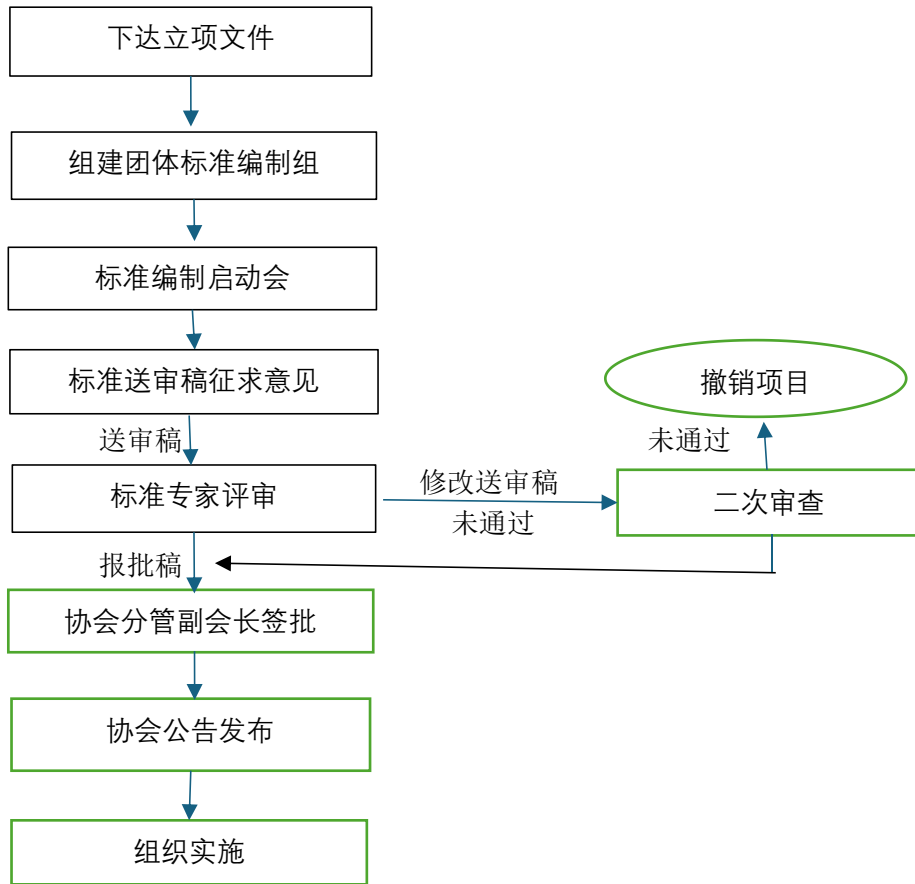 下达立项文件
组建团体标准编制组
标准编制启动会
标准送审稿征求意见
撤销项目
送审稿
未通过
标准专家评审
修改送审稿
未通过
二次审查
报批稿
协会分管副会长签批
协会公告发布
组织实施